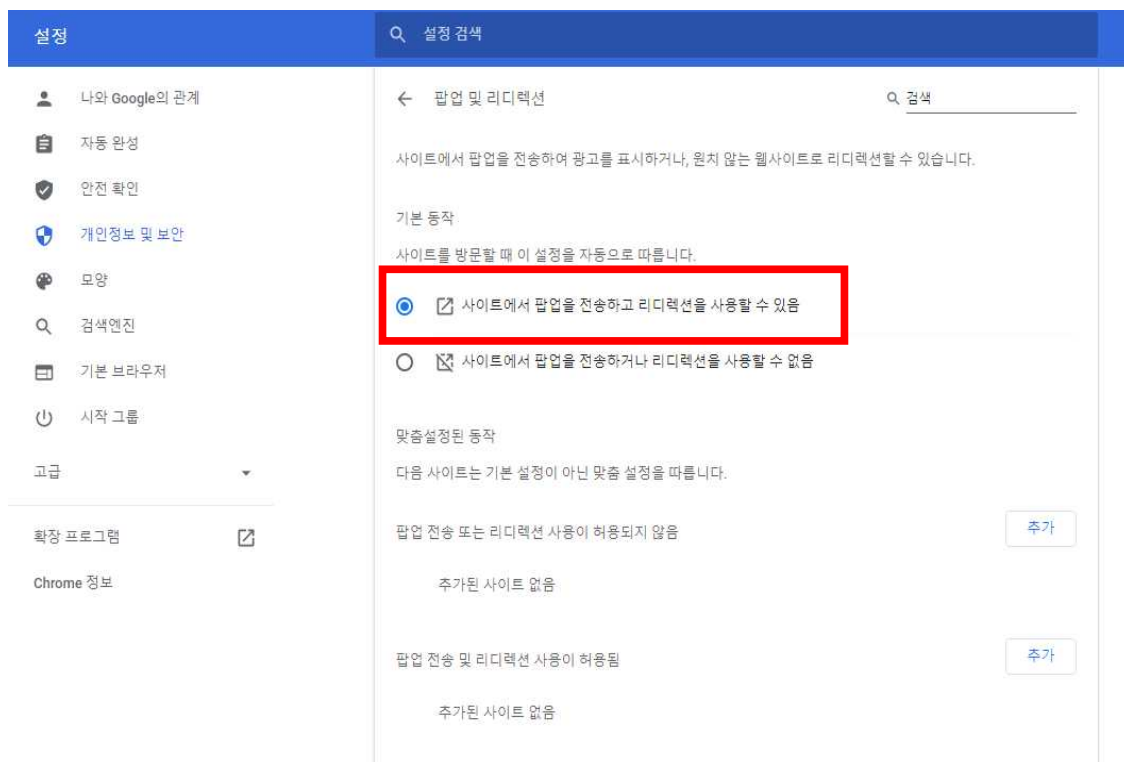 설정
설정 검색
나와 Google의 관계
자동 완성
안전 확인
개인정보 및 보안
모양
검색엔진
기본 브라우저
시작 그룹
고급
확장 프로그램
Chrome 정보
팝업 및 리디렉션
검색
사이트에서 팝업을 전송하여 광고를 표시하거나, 원치 않는 웹사이트로 리디렉션할 수 있습니다.
기본 동작
사이트를 방문할 때 이 설정을 자동으로 따릅니다.
사이트에서 팝업을 전송하고 리디렉션을 사용할 수 있음
사이트에서 팝업을 전송하거나 리디렉션을 사용할 수 없음
맞춤설정된 동작
다음 사이트는 기본 설정이 아닌 맞춤 설정을 따릅니다.
팝업 전송 또는 리디렉션 사용이 허용되지 않음
추가
추가된 사이트 없음
팝업 전송 및 리디렉션 사용이 허용됨
추가
추가된 사이트 없음